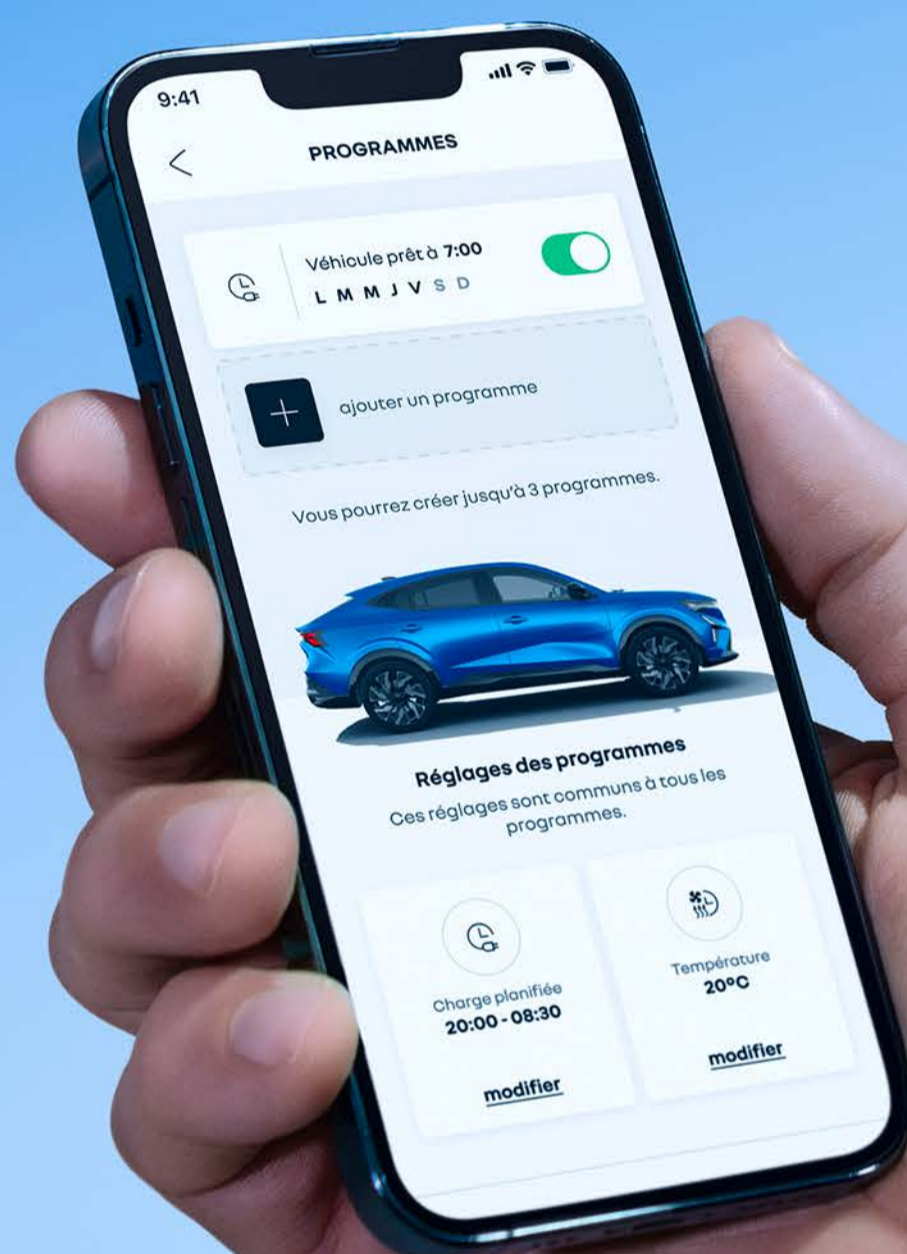 9:41
PROGRAMMES
Véhicule prêt à 7:00
L M M J V S D
ajouter un programme
Vous pourrez créer jusqu'à 3 programmes.
Réglages des programmes
Ces réglages sont communs à tous les
programmes.
Charge planifiée
20:00 - 08:30
modifier
Température
20°C
modifier